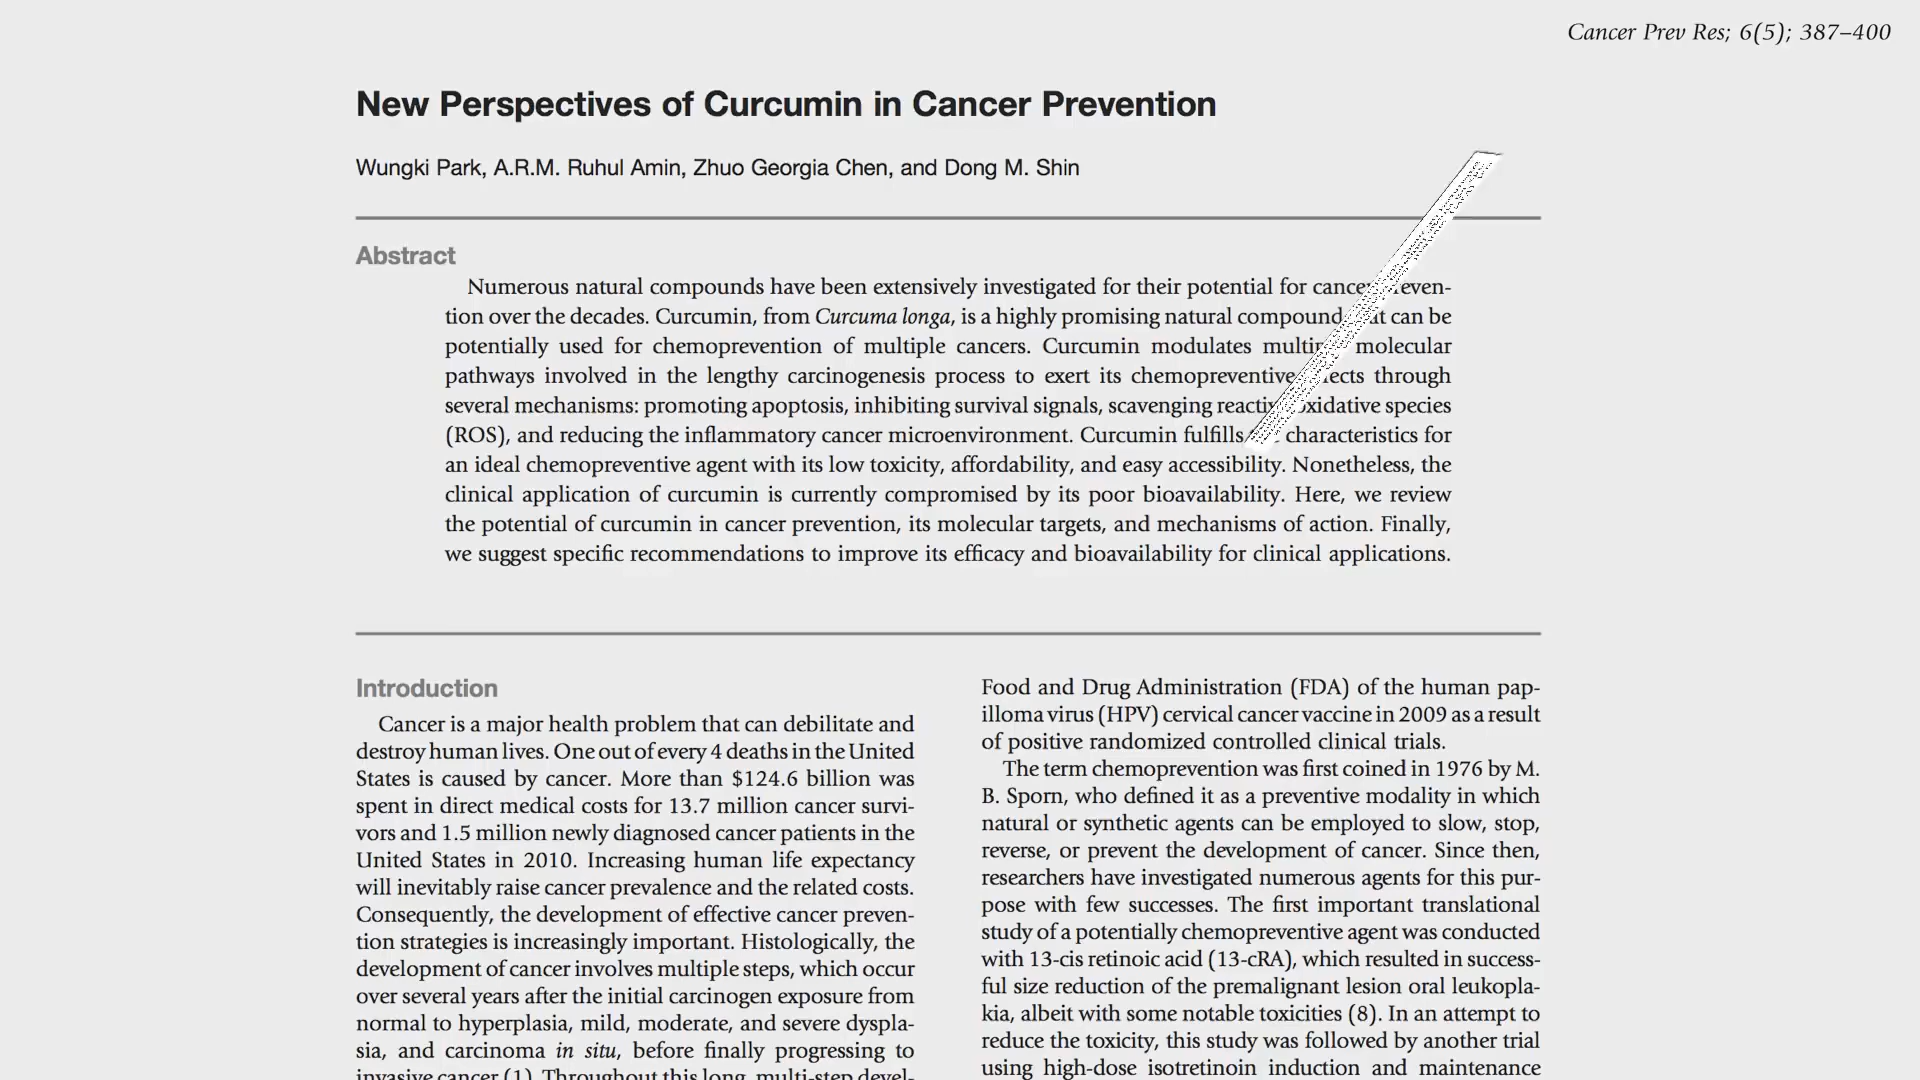 Cancer Prev Res; 6(5); 387–400
New Perspectives of Curcumin in Cancer Prevention
Wungki Park, A.R.M. Ruhul Amin, Zhuo Georgia Chen, and Dong M. Shin
Abstract
Numerous natural compounds have been extensively investigated for their potential for cancer preven-
tion over the decades. Curcumin, from Curcuma longa, is a highly promising natural compound that can be
potentially used for chemoprevention of multiple cancers. Curcumin modulates multiple molecular
pathways involved in the lengthy carcinogenesis process to exert its chemopreventive effects through
several mechanisms: promoting apoptosis, inhibiting survival signals, scavenging reactive oxidative species
(ROS), and reducing the inflammatory cancer microenvironment. Curcumin fulfills characteristics for
an ideal chemopreventive agent with its low toxicity, affordability, and easy accessibility. Nonetheless, the
clinical application of curcumin is currently compromised by its poor bioavailability. Here, we review
the potential of curcumin in cancer prevention, its molecular targets, and mechanisms of action. Finally,
we suggest specific recommendations to improve its efficacy and bioavailability for clinical applications.
Introduction
Cancer is a major health problem that can debilitate and
destroy human lives. One out of every 4 deaths in the United
States is caused by cancer. More than $124.6 billion was
spent in direct medical costs for 13.7 million cancer survi-
vors and 1.5 million newly diagnosed cancer patients in the
United States in 2010. Increasing human life expectancy
will inevitably raise cancer prevalence and the related costs.
Consequently, the development of effective cancer preven-
tion strategies is increasingly important. Histologically, the
development of cancer involves multiple steps, which occur
over several years after the initial carcinogen exposure from
normal to hyperplasia, mild, moderate, and severe dyspla-
sia, and carcinoma in situ, before finally progressing to
invasive cancer (1). Throughout this long, multi-step devel-
Food and Drug Administration (FDA) of the human pap-
illoma virus (HPV) cervical cancer vaccine in 2009 as a result
of positive randomized controlled clinical trials.
The term chemoprevention was first coined in 1976 by M.
B. Sporn, who defined it as a preventive modality in which
natural or synthetic agents can be employed to slow, stop,
reverse, or prevent the development of cancer. Since then,
researchers have investigated numerous agents for this pur-
pose with few successes. The first important translational
study of a potentially chemopreventive agent was conducted
with 13-cis retinoic acid (13-cRA), which resulted in success-
ful size reduction of the premalignant lesion oral leukopla-
kia, albeit with some notable toxicities (8). In an attempt to
reduce the toxicity, this study was followed by another trial
using high-dose isotretinoin induction and maintenance